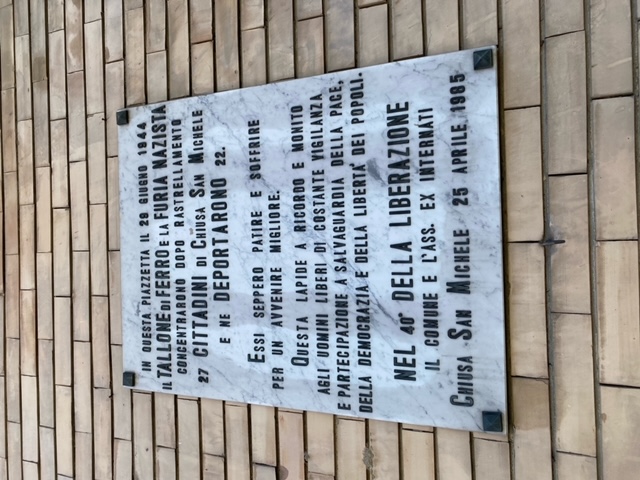 IN QUESTA PIAZZETTA IL 29 GIUGNO 1944
IL TALLONE DI FERRO E LA FURIA NAZISTA
CONCENTRARONO DOPO RASTRELLAMENTO
27 CITTADINI DI CHIUSA SAN MICHELE
E NE DEPORTARONO 22.
ESSI SEPPERO PATIRE E SOFFRIRE
PER UN AVVENIRE MIGLIORE.
QUESTA LAPIDE A RICORDO E MONITO
AGLI UOMINI LIBERI DI COSTANTE VIGILANZA
E PARTECIPAZIONE A SALVAGUARDIA DELLA PACE,
DELLA DEMOCRAZIA E DELLA LIBERTA' DEI POPOLI.
NEL 40° DELLA LIBERAZIONE
IL COMUNE E L'ASS. EX INTERNATI
CHIUSA SAN MICHELE 25 APRILE 1985